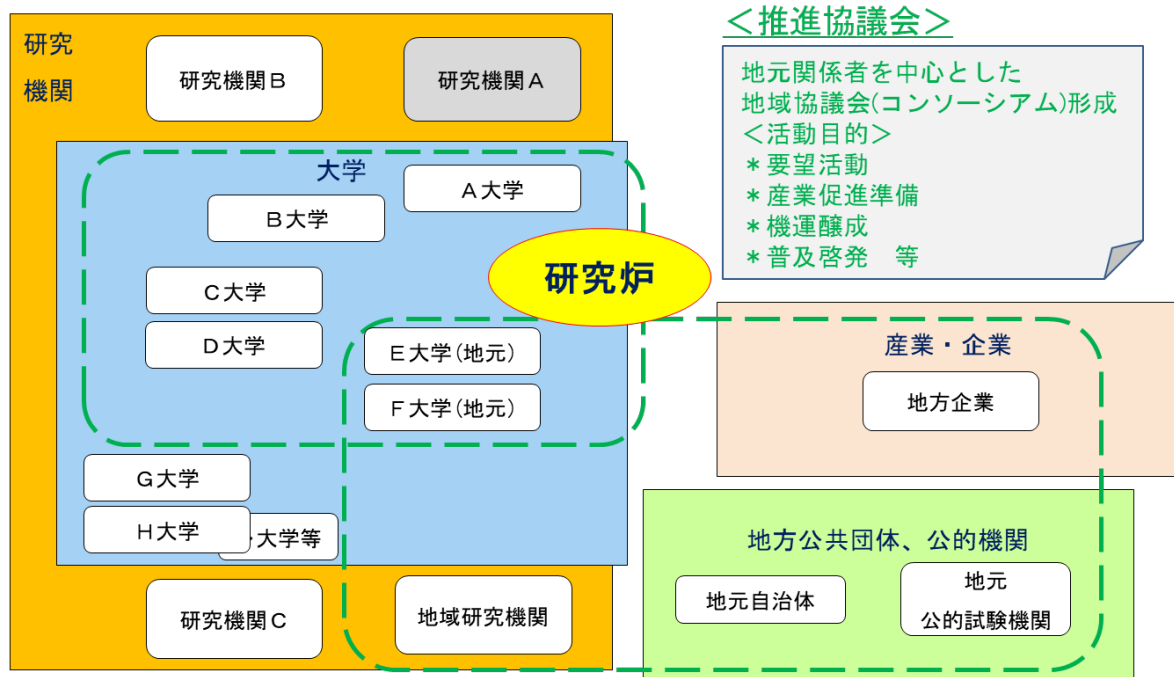 研究
機関
研究機関B
研究機関A
大学
A大学
B大学
C大学
D大学
E大学(地元)
F大学(地元)
G大学
H大学
大学等
研究機関C
地域研究機関
研究炉
<推進協議会>
地元関係者を中心とした
地域協議会(コンソーシアム)形成
<活動目的>
*要望活動
*産業促進準備
*機運醸成
*普及啓発 等
産業・企業
地方企業
地方公共団体、公的機関
地元自治体
地元
公的試験機関